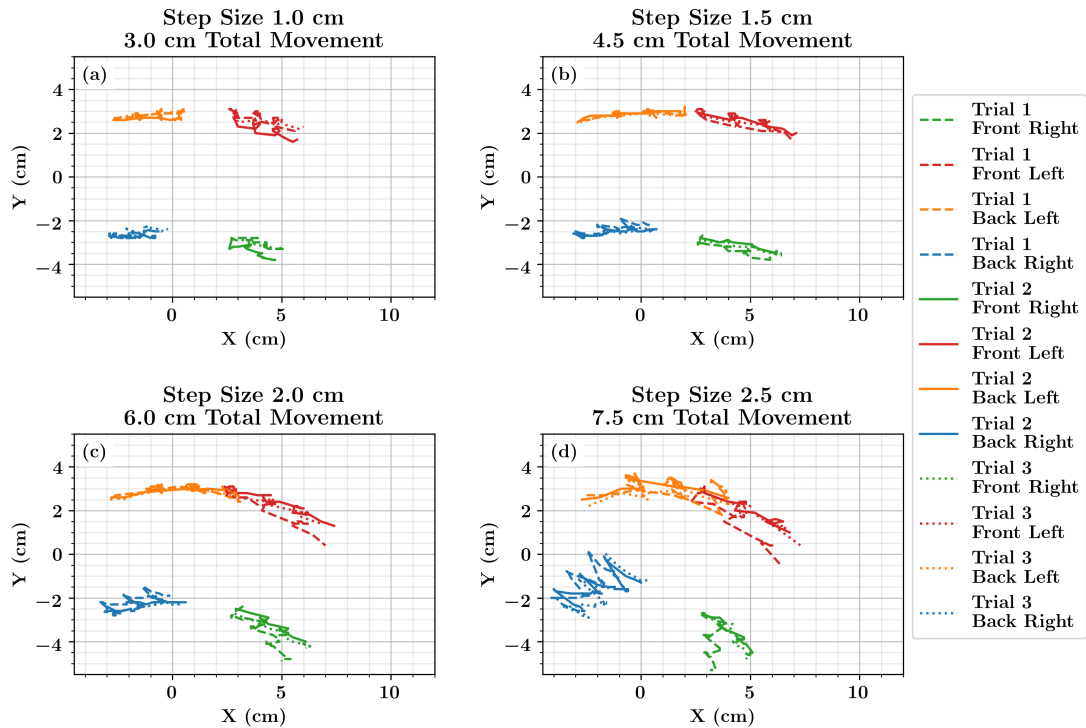 Step Size 1.0 cm
3.0 cm Total Movement
(a)
4
2
0
−2
−4
Y (cm)
0
5
10
X (cm)
Step Size 1.5 cm
4.5 cm Total Movement
(b)
4
2
0
−2
−4
Y (cm)
0
5
10
X (cm)
Step Size 2.0 cm
6.0 cm Total Movement
(c)
4
2
0
−2
−4
Y (cm)
0
5
10
X (cm)
Step Size 2.5 cm
7.5 cm Total Movement
(d)
4
2
0
−2
−4
Y (cm)
0
5
10
X (cm)
Trial 1
Front Right
Trial 1
Front Left
Trial 1
Back Left
Trial 1
Back Right
Trial 2
Front Right
Trial 2
Front Left
Trial 2
Back Left
Trial 2
Back Right
Trial 3
Front Right
Trial 3
Front Left
Trial 3
Back Left
Trial 3
Back Right